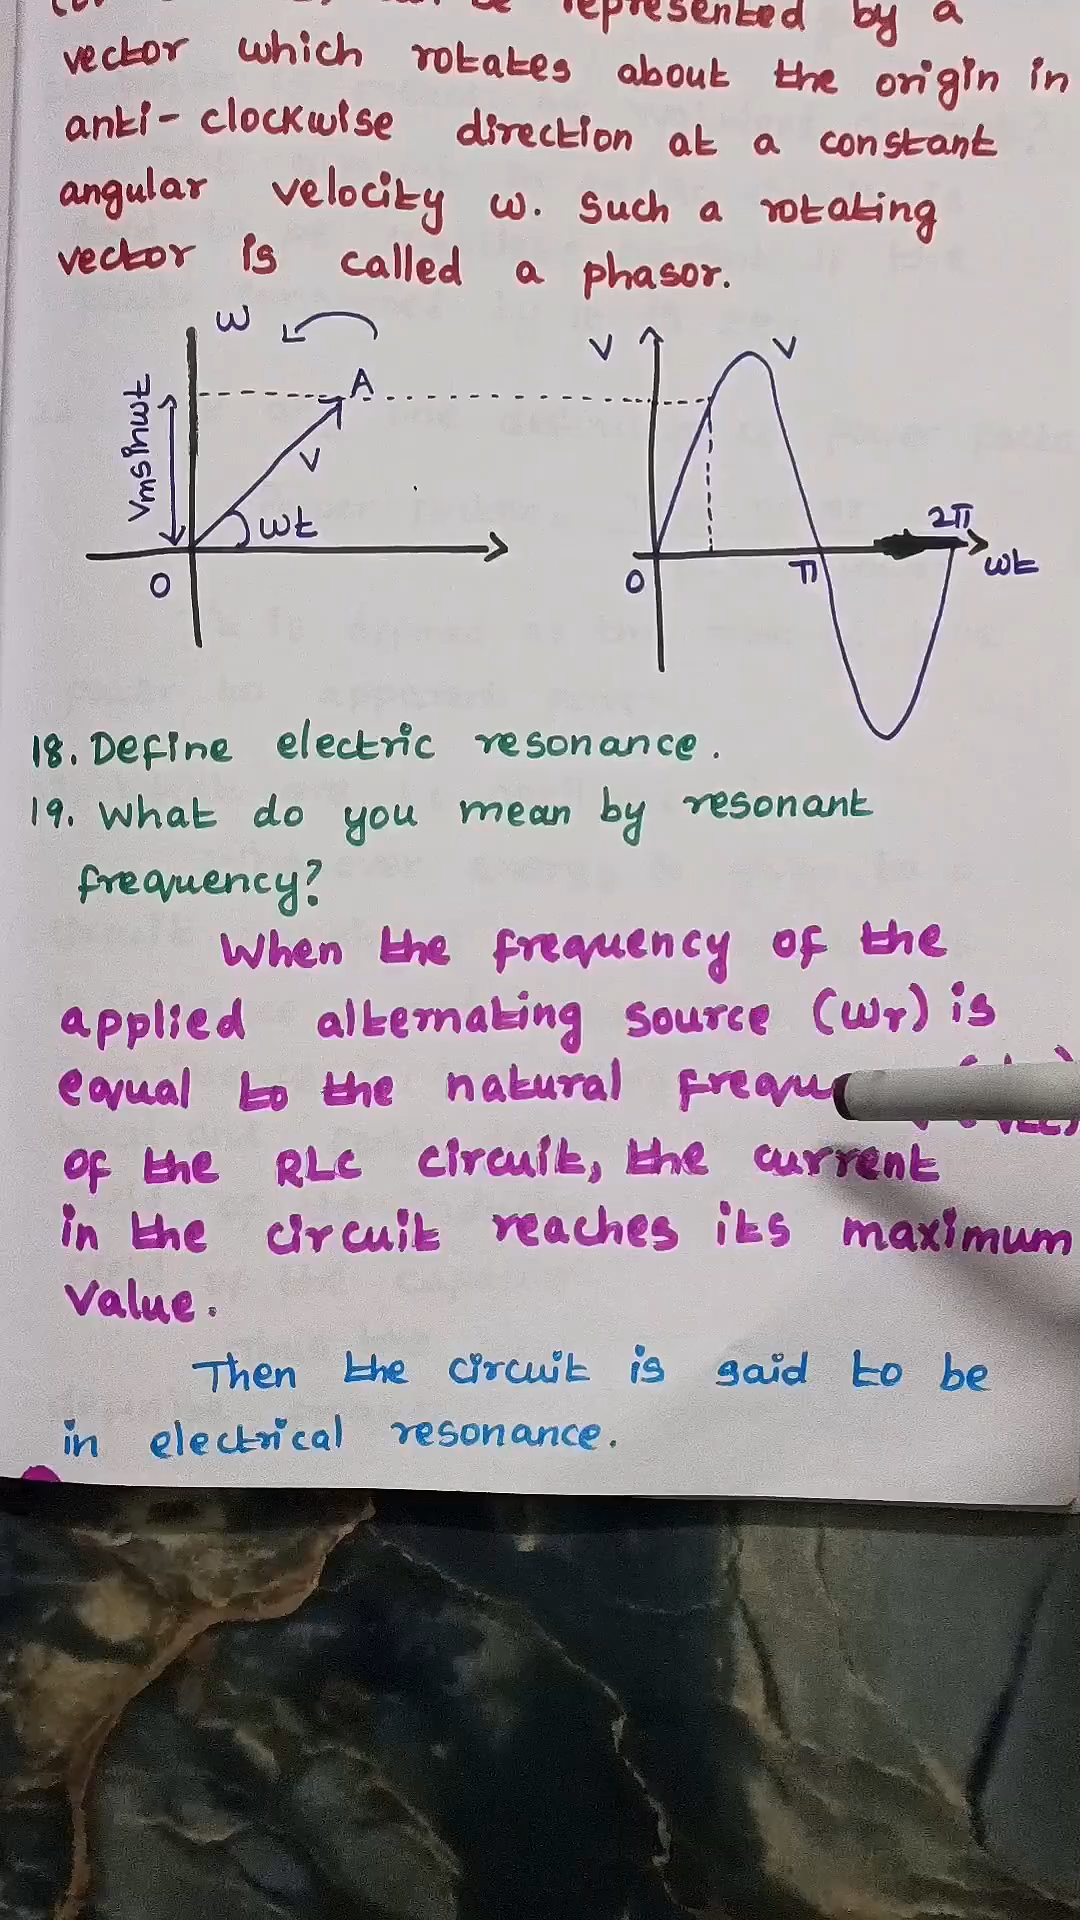 represented by a
vector which rotates about the origin in
anti-clockwise direction at a constant
angular velocity ω. Such a rotating
vector is called a phasor.
ω
A
V
Vmsinωt
ωt
O
V
V
O
π
2π
ωt
18. Define electric resonance.
19. What do you mean by resonant
frequency?
When the frequency of the
applied alternating source (ωr) is
equal to the natural
of the RLC circuit, the current
in the circuit reaches its maximum
value.
Then the circuit is said to be
in electrical resonance.